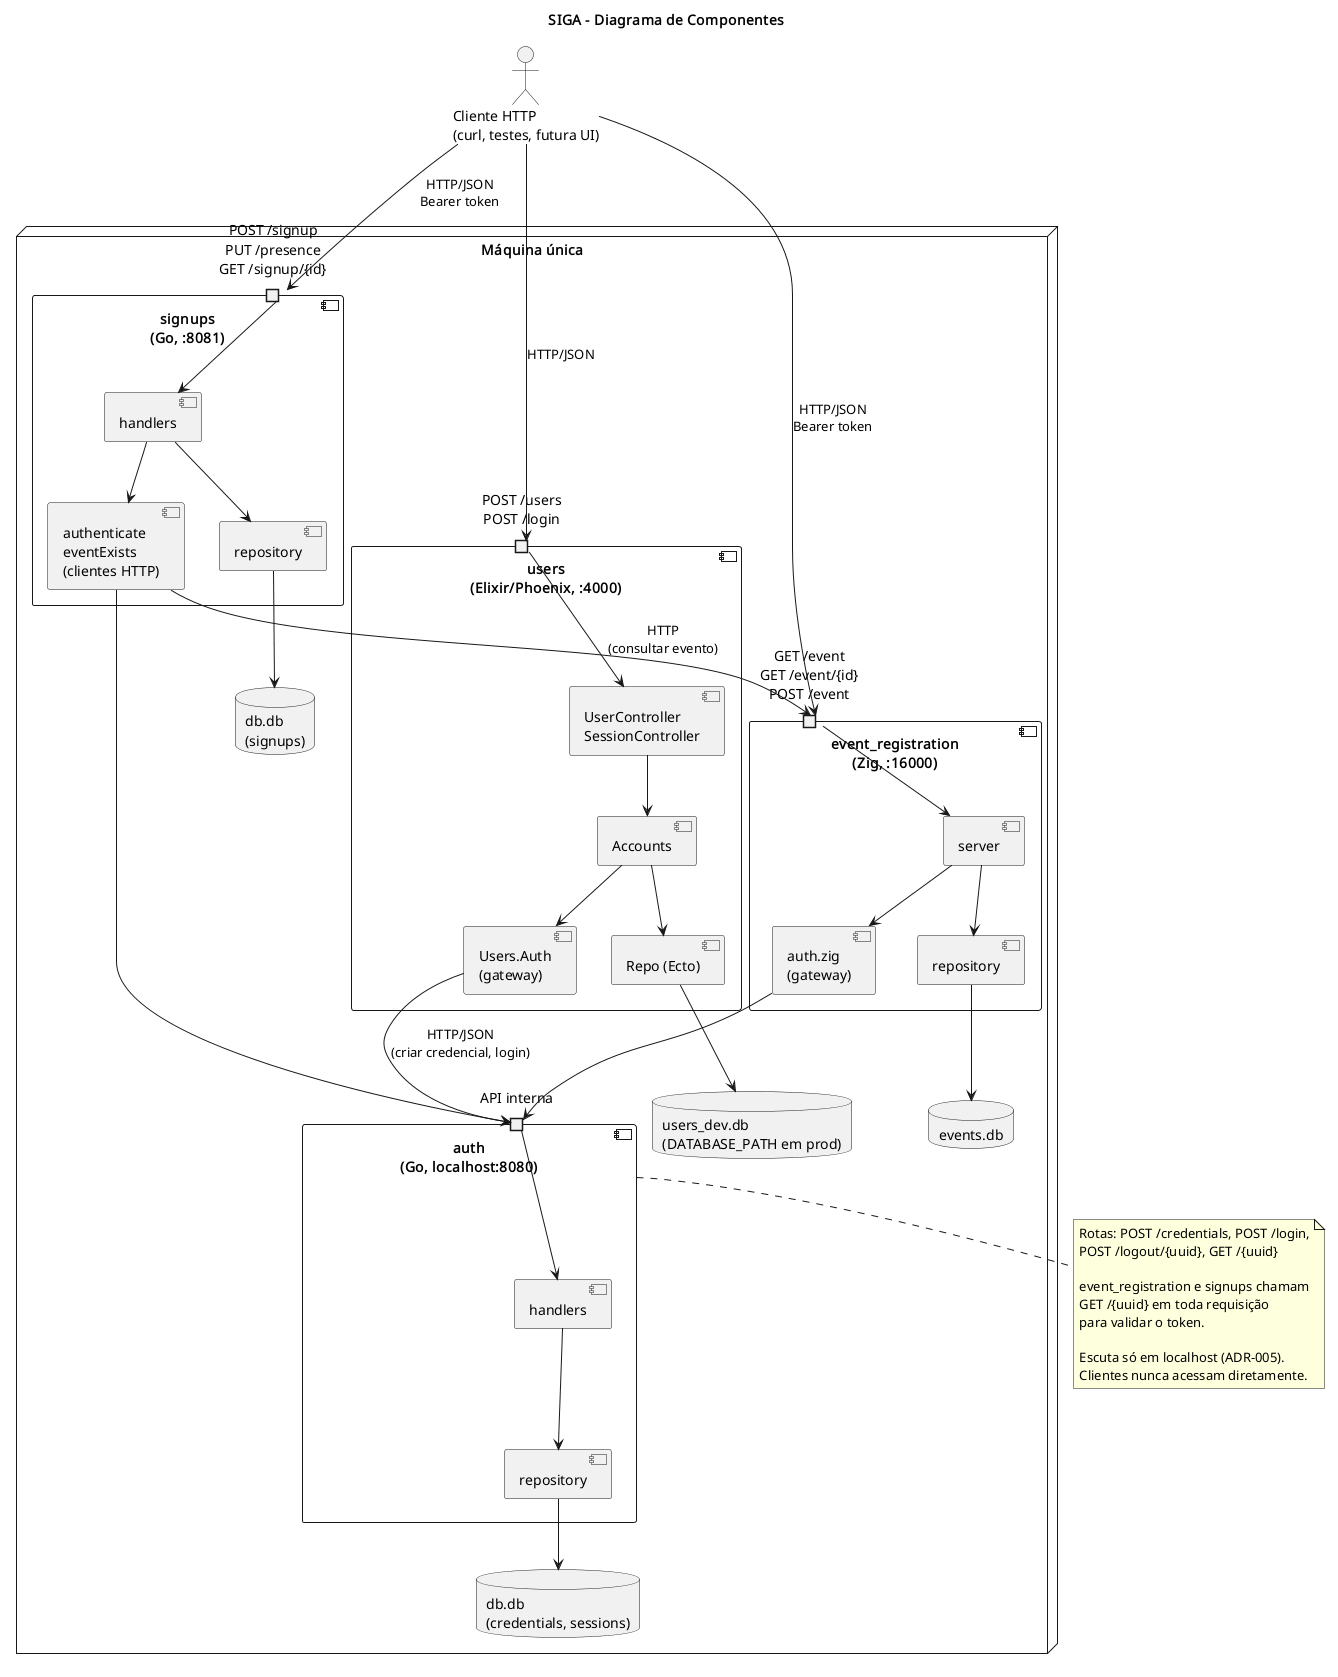 SIGA - Diagrama de Componentes
Cliente HTTP
(curl, testes, futura UI)
HTTP/JSON
Bearer token
Máquina única
POST /signup
PUT /presence
GET /signup/{id}
signups
(Go, :8081)
handlers
authenticate
eventExists
(clientes HTTP)
repository
db.db
(signups)
HTTP/JSON
POST /users
POST /login
users
(Elixir/Phoenix, :4000)
HTTP
(consultar evento)
UserController
SessionController
Accounts
Users.Auth
(gateway)
Repo (Ecto)
HTTP/JSON
Bearer token
GET /event
GET /event/{id}
POST /event
event_registration
(Zig, :16000)
server
auth.zig
(gateway)
repository
HTTP/JSON
(criar credencial, login)
API interna
users_dev.db
(DATABASE_PATH em prod)
events.db
auth
(Go, localhost:8080)
handlers
repository
db.db
(credentials, sessions)
Rotas: POST /credentials, POST /login,
POST /logout/{uuid}, GET /{uuid}
event_registration e signups chamam
GET /{uuid} em toda requisição
para validar o token.
Escuta só em localhost (ADR-005).
Clientes nunca acessam diretamente.